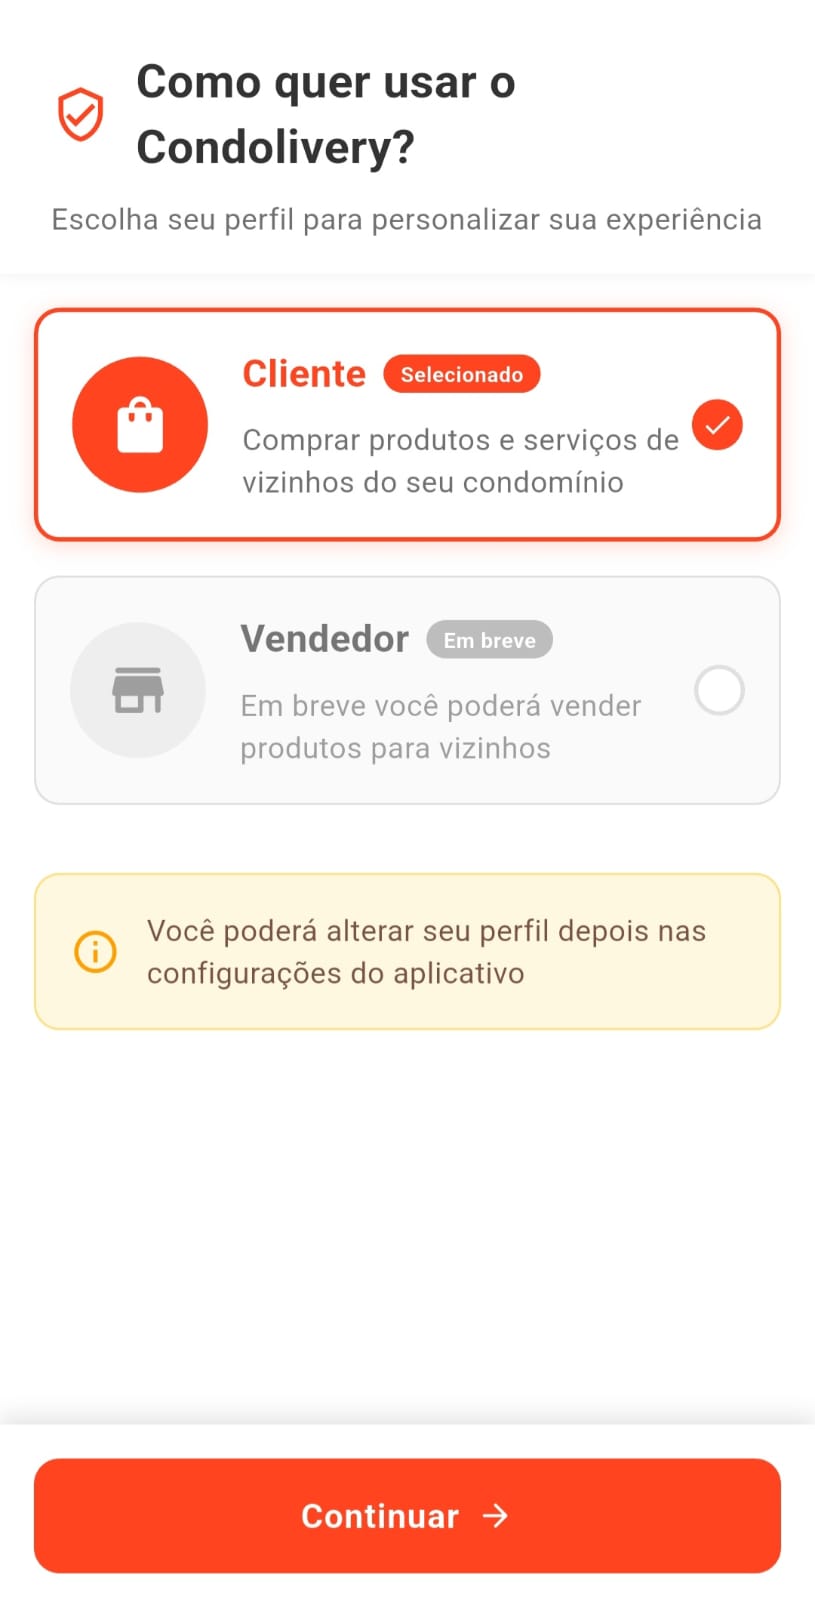 Como quer usar o
Condolivery?
Escolha seu perfil para personalizar sua experiência
Cliente Selecionado
Comprar produtos e serviços de
vizinhos do seu condomínio
Vendedor Em breve
Em breve você poderá vender
produtos para vizinhos
Você poderá alterar seu perfil depois nas
configurações do aplicativo
Continuar →